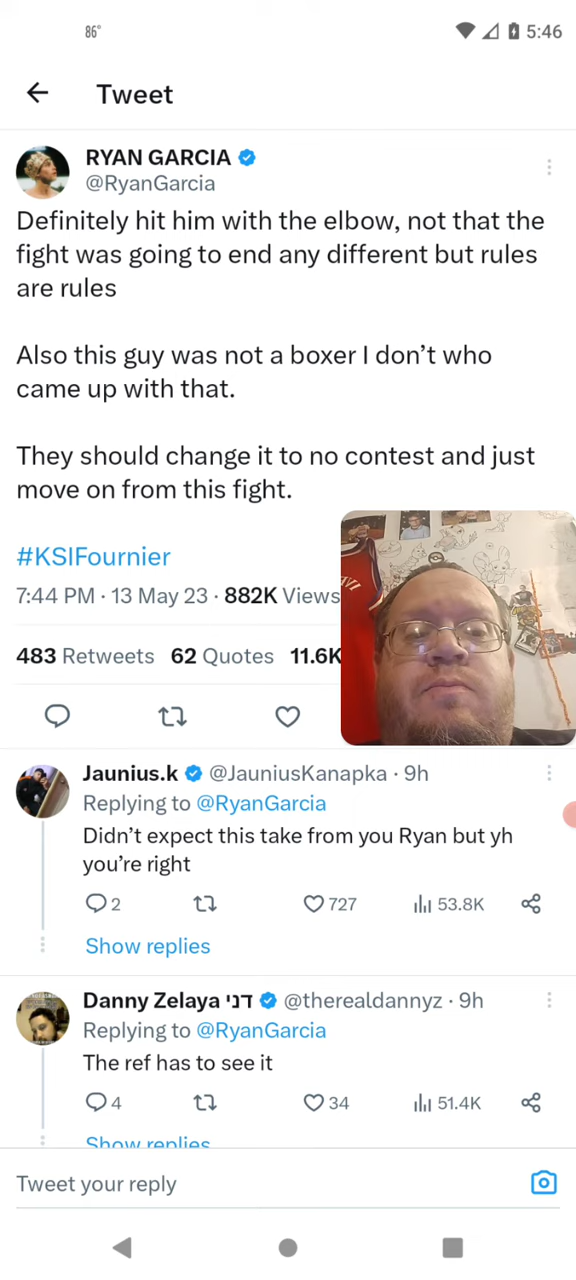 86°
5:46
Tweet
RYAN GARCIA
@RyanGarcia
Definitely hit him with the elbow, not that the
fight was going to end any different but rules
are rules
Also this guy was not a boxer I don’t who
came up with that.
They should change it to no contest and just
move on from this fight.
#KSIFournier
7:44 PM · 13 May 23 · 882K Views
483 Retweets 62 Quotes 11.6K
Jaunius.k @JauniusKanapka · 9h
Replying to @RyanGarcia
Didn’t expect this take from you Ryan but yh
you’re right
2 727 53.8K
Show replies
Danny Zelaya דני @therealdannyz · 9h
Replying to @RyanGarcia
The ref has to see it
4 34 51.4K
Show replies
Tweet your reply